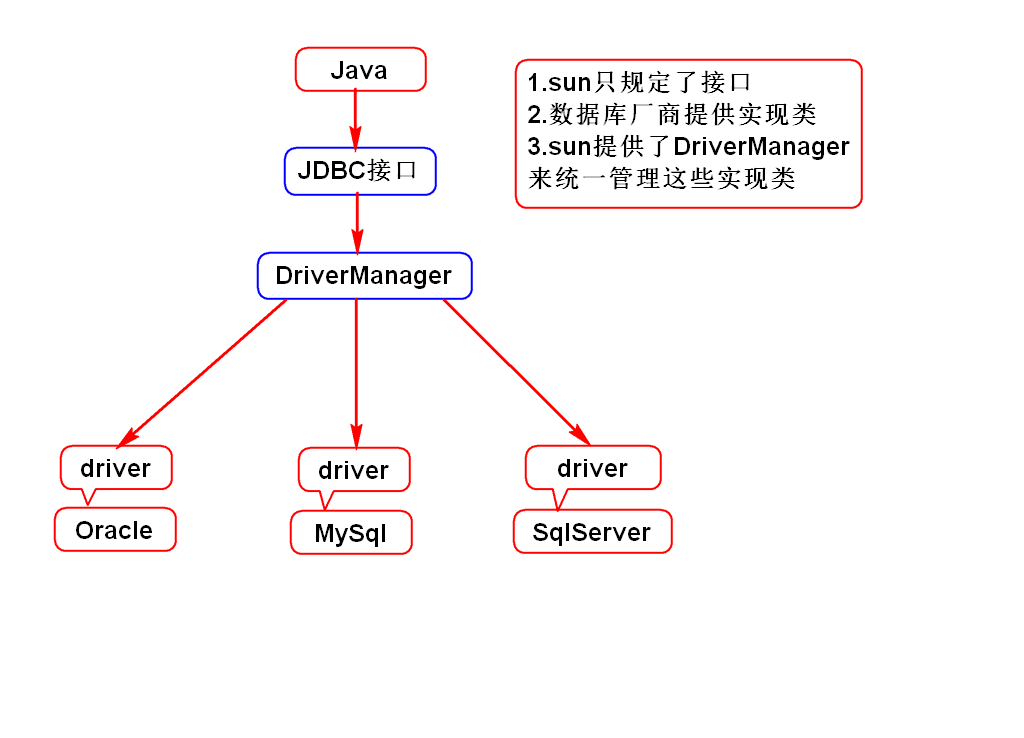 Java
1.sun只规定了接口
2.数据库厂商提供实现类
3.sun提供了DriverManager
来统一管理这些实现类
JDBC接口
DriverManager
driver
driver
driver
Oracle
MySql
SqlServer